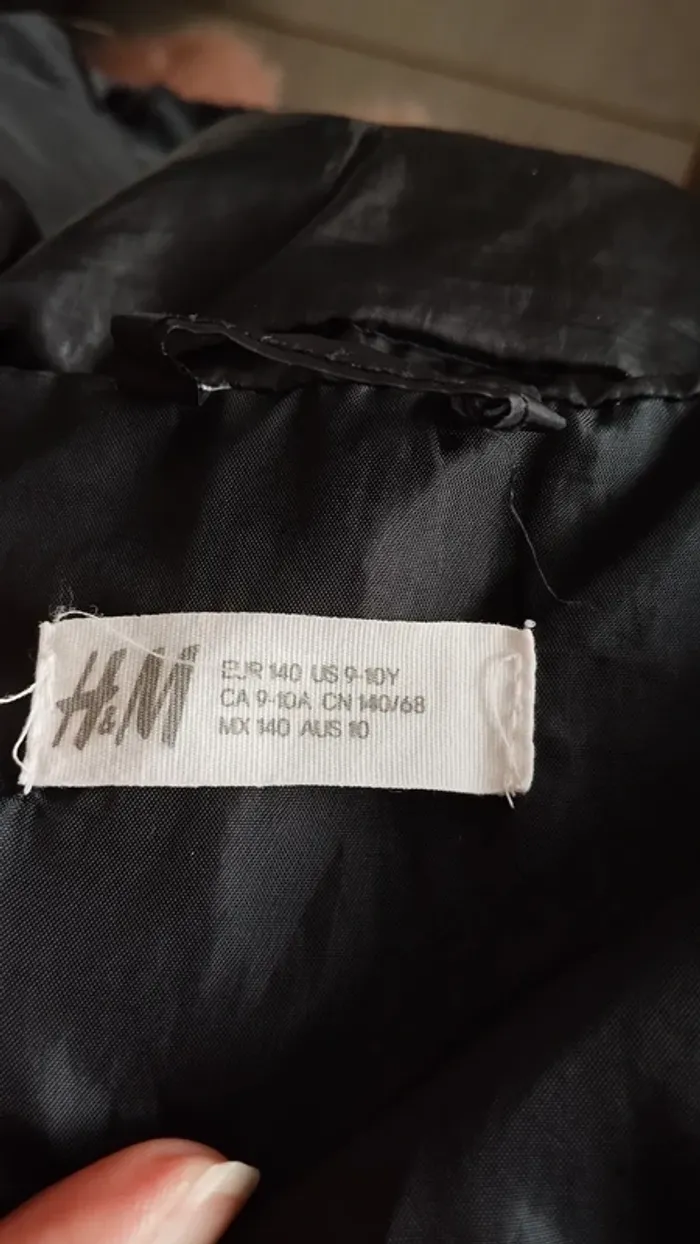 H&M
EUR 140 US 9-10Y
CA 9-10A CN 140/68
MX 140 AUS 10